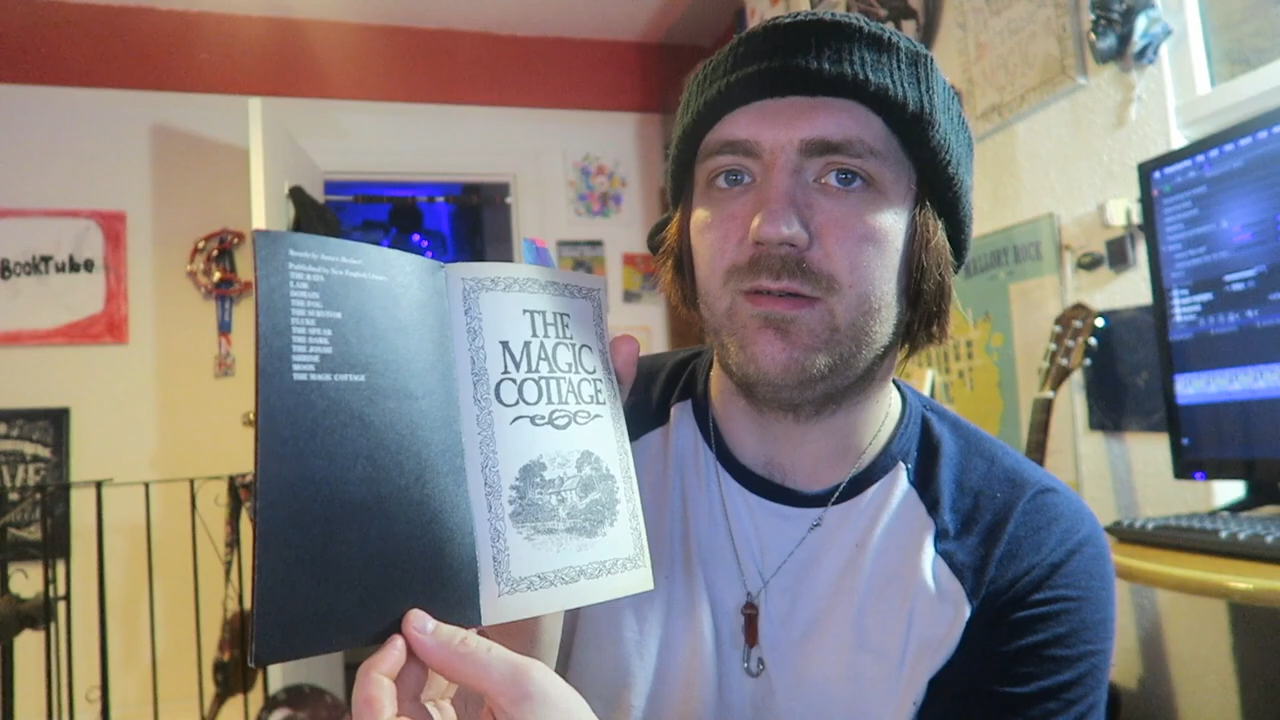 BookTube
Novels by James Herbert
Published by New English Library
THE RATS
LAIR
DOMAIN
THE FOG
THE SURVIVOR
FLUKE
THE SPEAR
THE DARK
THE JONAH
SHRINE
MOON
THE MAGIC COTTAGE
THE
MAGIC
COTTAGE
MALLORY KNOX